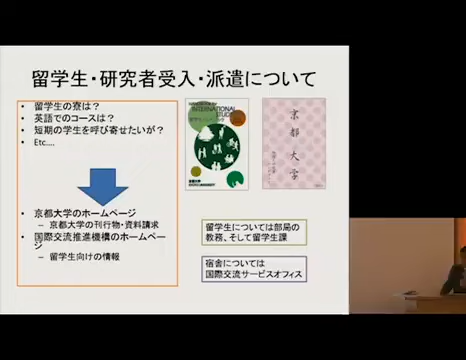 留学生・研究者受入・派遣について
• 留学生の寮は？
• 英語でのコースは？
• 短期の学生を呼び寄せたいが？
• Etc….
• 京都大学のホームページ
– 京都大学の刊行物・資料請求
• 国際交流推進機構のホームペー
ジ
– 留学生向けの情報
INTERNATIONAL
京都大学
留学生については部局の
教務、そして留学生課
宿舎については
国際交流サービスオフィス